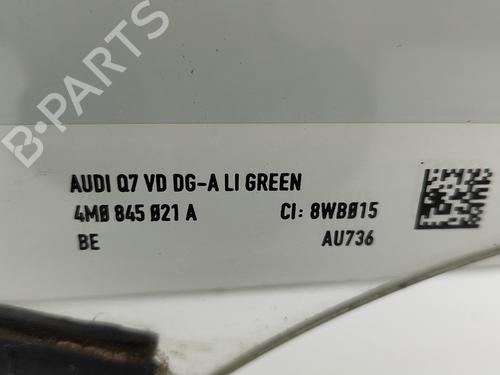 B-PARTS
AUDI Q7 VD DG-A LI GREEN
4M0 845 021 A CI: 8WB015
BE AU736